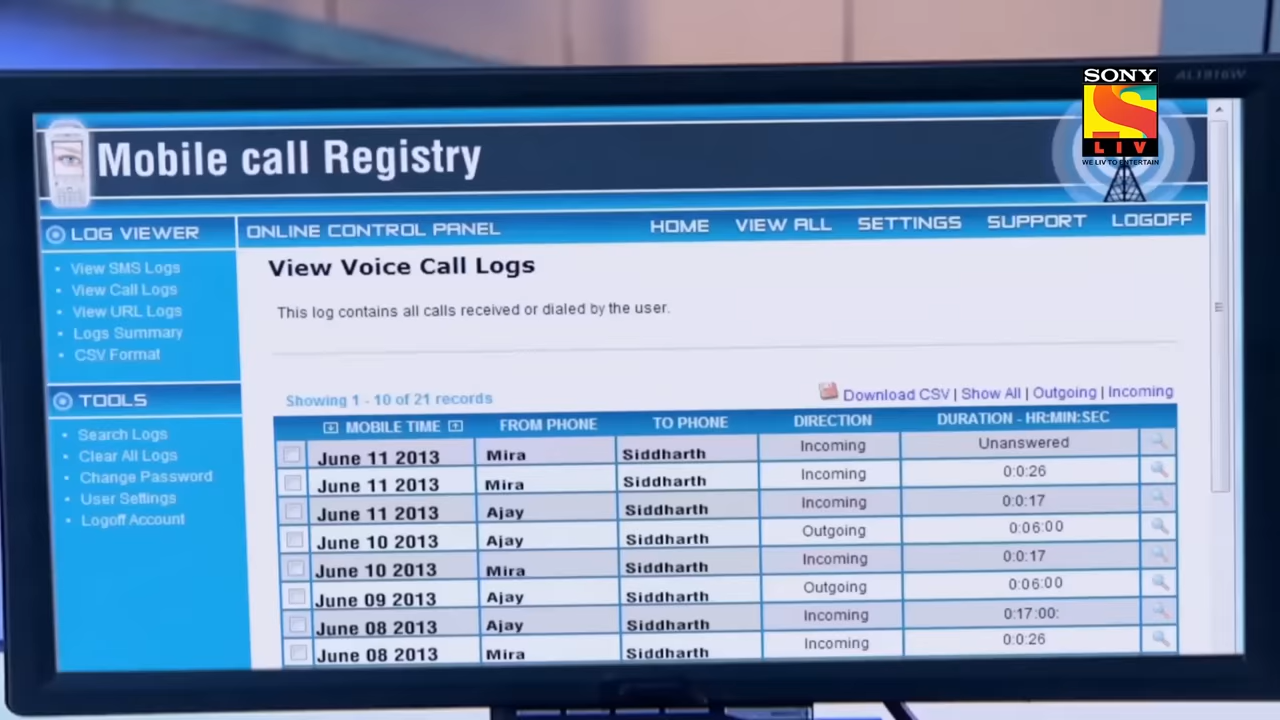 SONY
LIV
WE LIV TO ENTERTAIN
AL1916W
Mobile call Registry
LOG VIEWER
ONLINE CONTROL PANEL
HOME VIEW ALL SETTINGS SUPPORT LOGOFF
View SMS Logs
View Call Logs
View URL Logs
Logs Summary
CSV Format
TOOLS
Search Logs
Clear All Logs
Change Password
User Settings
Logoff Account
View Voice Call Logs
This log contains all calls received or dialed by the user.
Showing 1 - 10 of 21 records
Download CSV | Show All | Outgoing | Incoming
MOBILE TIME FROM PHONE TO PHONE DIRECTION DURATION - HR:MIN:SEC
June 11 2013 Mira Siddharth Incoming Unanswered
June 11 2013 Mira Siddharth Incoming 0:0:26
June 11 2013 Ajay Siddharth Incoming 0:0:17
June 10 2013 Ajay Siddharth Outgoing 0:06:00
June 10 2013 Mira Siddharth Incoming 0:0:17
June 09 2013 Ajay Siddharth Outgoing 0:06:00
June 08 2013 Ajay Siddharth Incoming 0:17:00:
June 08 2013 Mira Siddharth Incoming 0:0:26